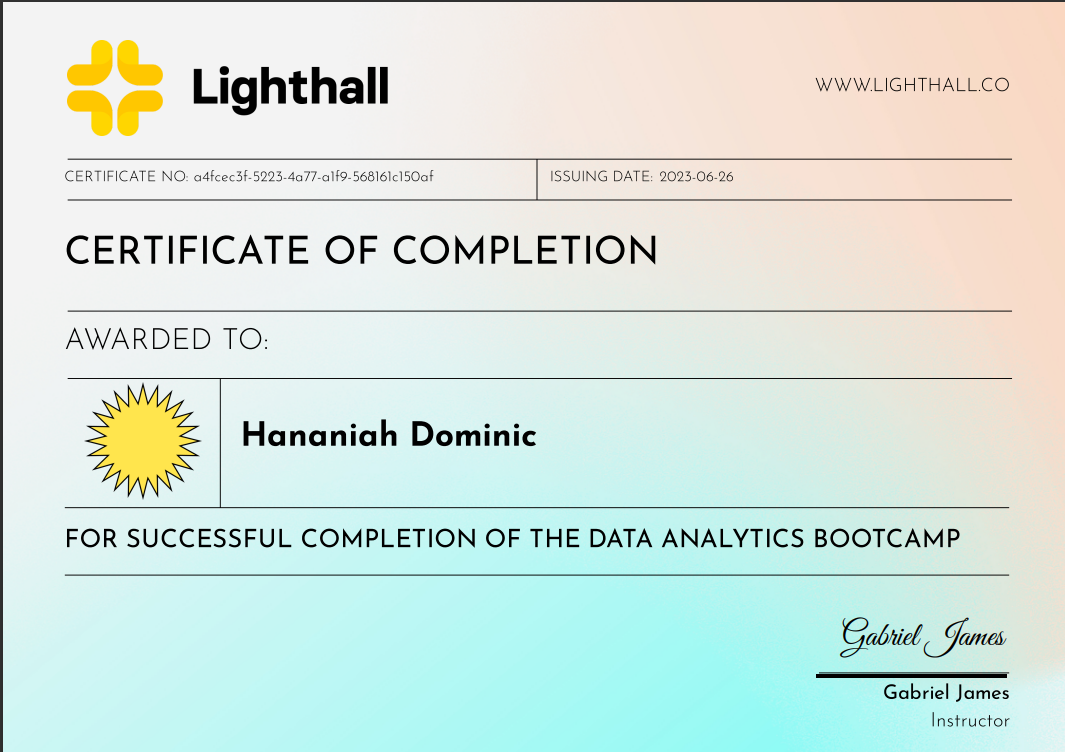 Lighthall
WWW.LIGHTHALL.CO
CERTIFICATE NO: a4fcec3f-5223-4a77-a1f9-568161c150af
ISSUING DATE: 2023-06-26
CERTIFICATE OF COMPLETION
AWARDED TO:
Hananiah Dominic
FOR SUCCESSFUL COMPLETION OF THE DATA ANALYTICS BOOTCAMP
Gabriel James
Gabriel James
Instructor